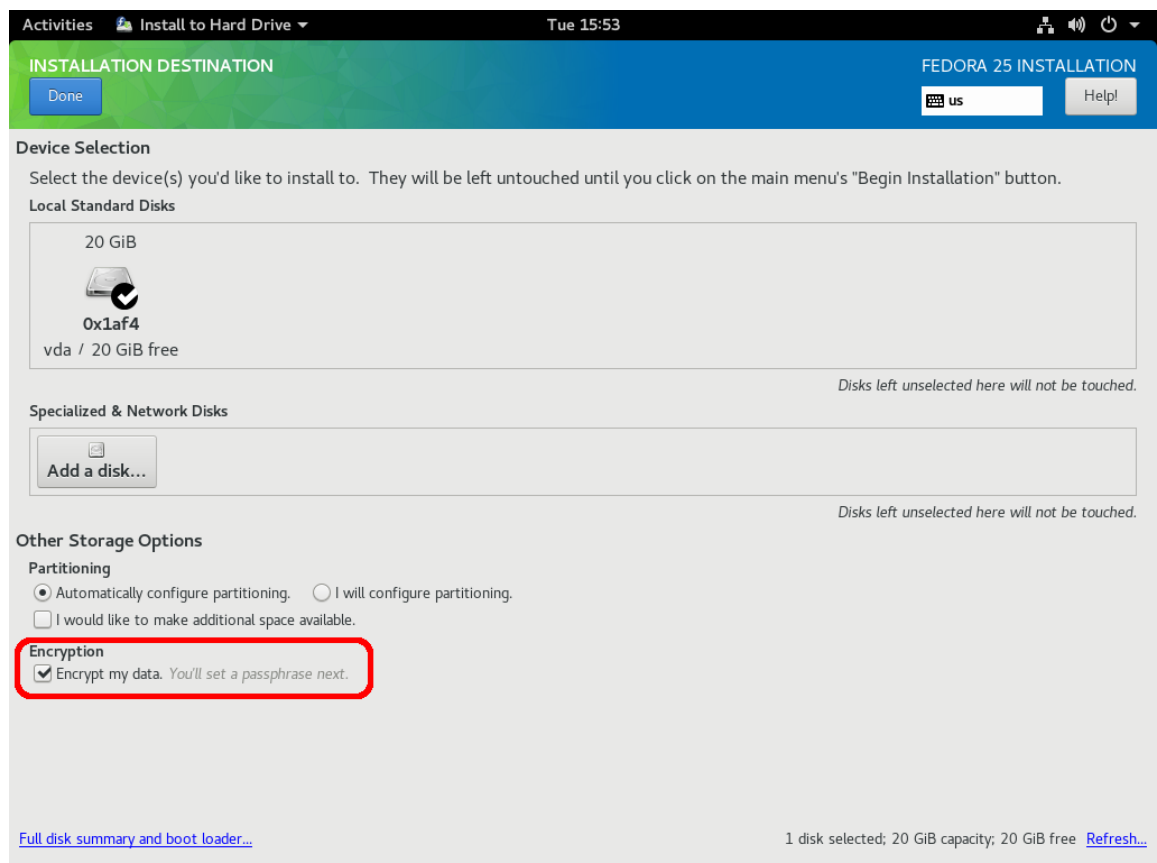 Activities Install to Hard Drive Tue 15:53
INSTALLATION DESTINATION FEDORA 25 INSTALLATION
Done us Help!
Device Selection
Select the device(s) you'd like to install to. They will be left untouched until you click on the main menu's "Begin Installation" button.
Local Standard Disks
20 GiB
0x1af4
vda / 20 GiB free
Disks left unselected here will not be touched.
Specialized & Network Disks
Add a disk...
Disks left unselected here will not be touched.
Other Storage Options
Partitioning
Automatically configure partitioning. I will configure partitioning.
I would like to make additional space available.
Encryption
Encrypt my data. You'll set a passphrase next.
Full disk summary and boot loader... 1 disk selected; 20 GiB capacity; 20 GiB free Refresh...